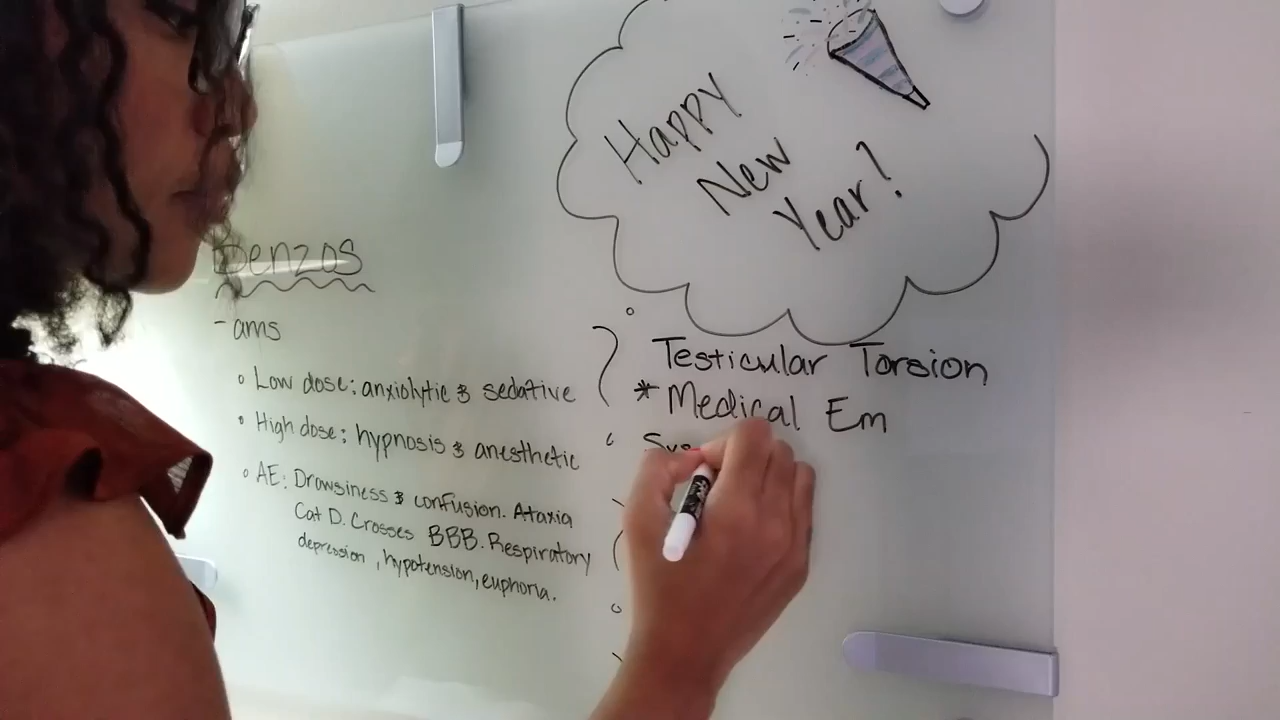 Happy
New
Year!
Benzos
- ams
Low dose: anxiolytic & sedative
High dose: hypnosis & anesthetic
AE: Drowsiness & confusion. Ataxia
Cat D. Crosses BBB. Respiratory
depression, hypotension, euphoria.
Testicular Torsion
* Medical Em